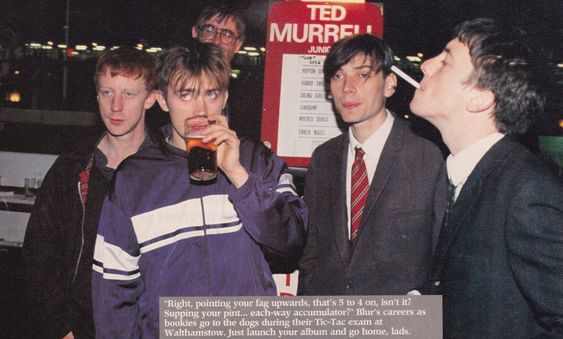 TED
MURRELL
JUNIOR
"Right, pointing your fag upwards, that's 5 to 4 on, isn't it?
Supping your pint... each-way accumulator?" Blur's careers as
bookies go to the dogs during their Tic-Tac exam at
Walthamstow. Just launch your album and go home, lads.